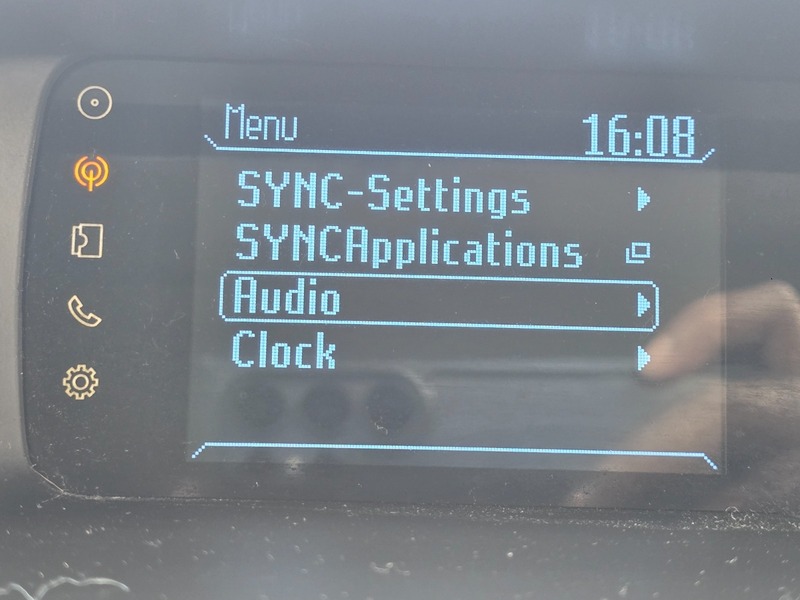 Menu 16:08
SYNC-Settings
SYNCApplications
Audio
Clock